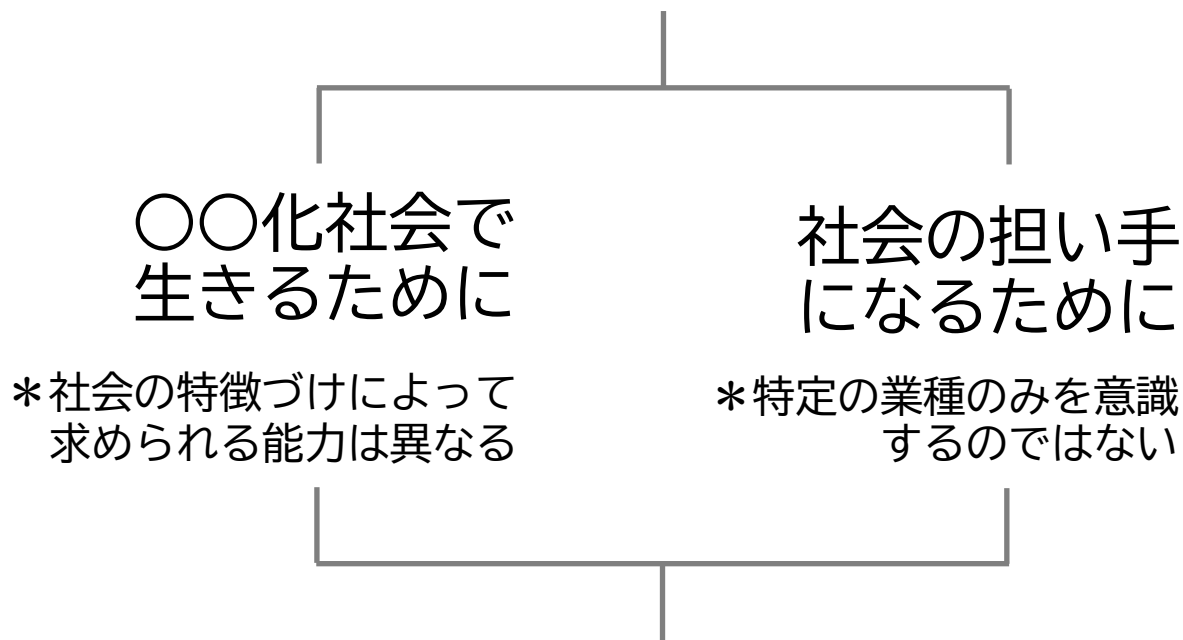 〇〇化社会で
生きるために
＊社会の特徴づけによって
求められる能力は異なる
社会の担い手
になるために
＊特定の業種のみを意識
するのではない